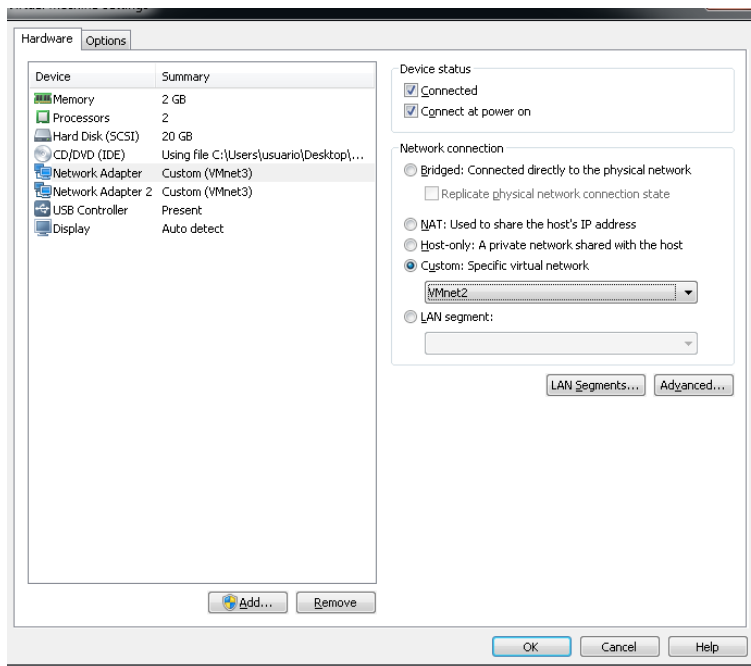 Hardware
Options
Device Summary
Memory 2 GB
Processors 2
Hard Disk (SCSI) 20 GB
CD/DVD (IDE) Using file C:\Users\usuario\Desktop\...
Network Adapter Custom (VMnet3)
Network Adapter 2 Custom (VMnet3)
USB Controller Present
Display Auto detect
Add...
Remove
Device status
Connected
Connect at power on
Network connection
Bridged: Connected directly to the physical network
Replicate physical network connection state
NAT: Used to share the host's IP address
Host-only: A private network shared with the host
Custom: Specific virtual network
VMnet2
LAN segment:
LAN Segments...
Advanced...
OK
Cancel
Help